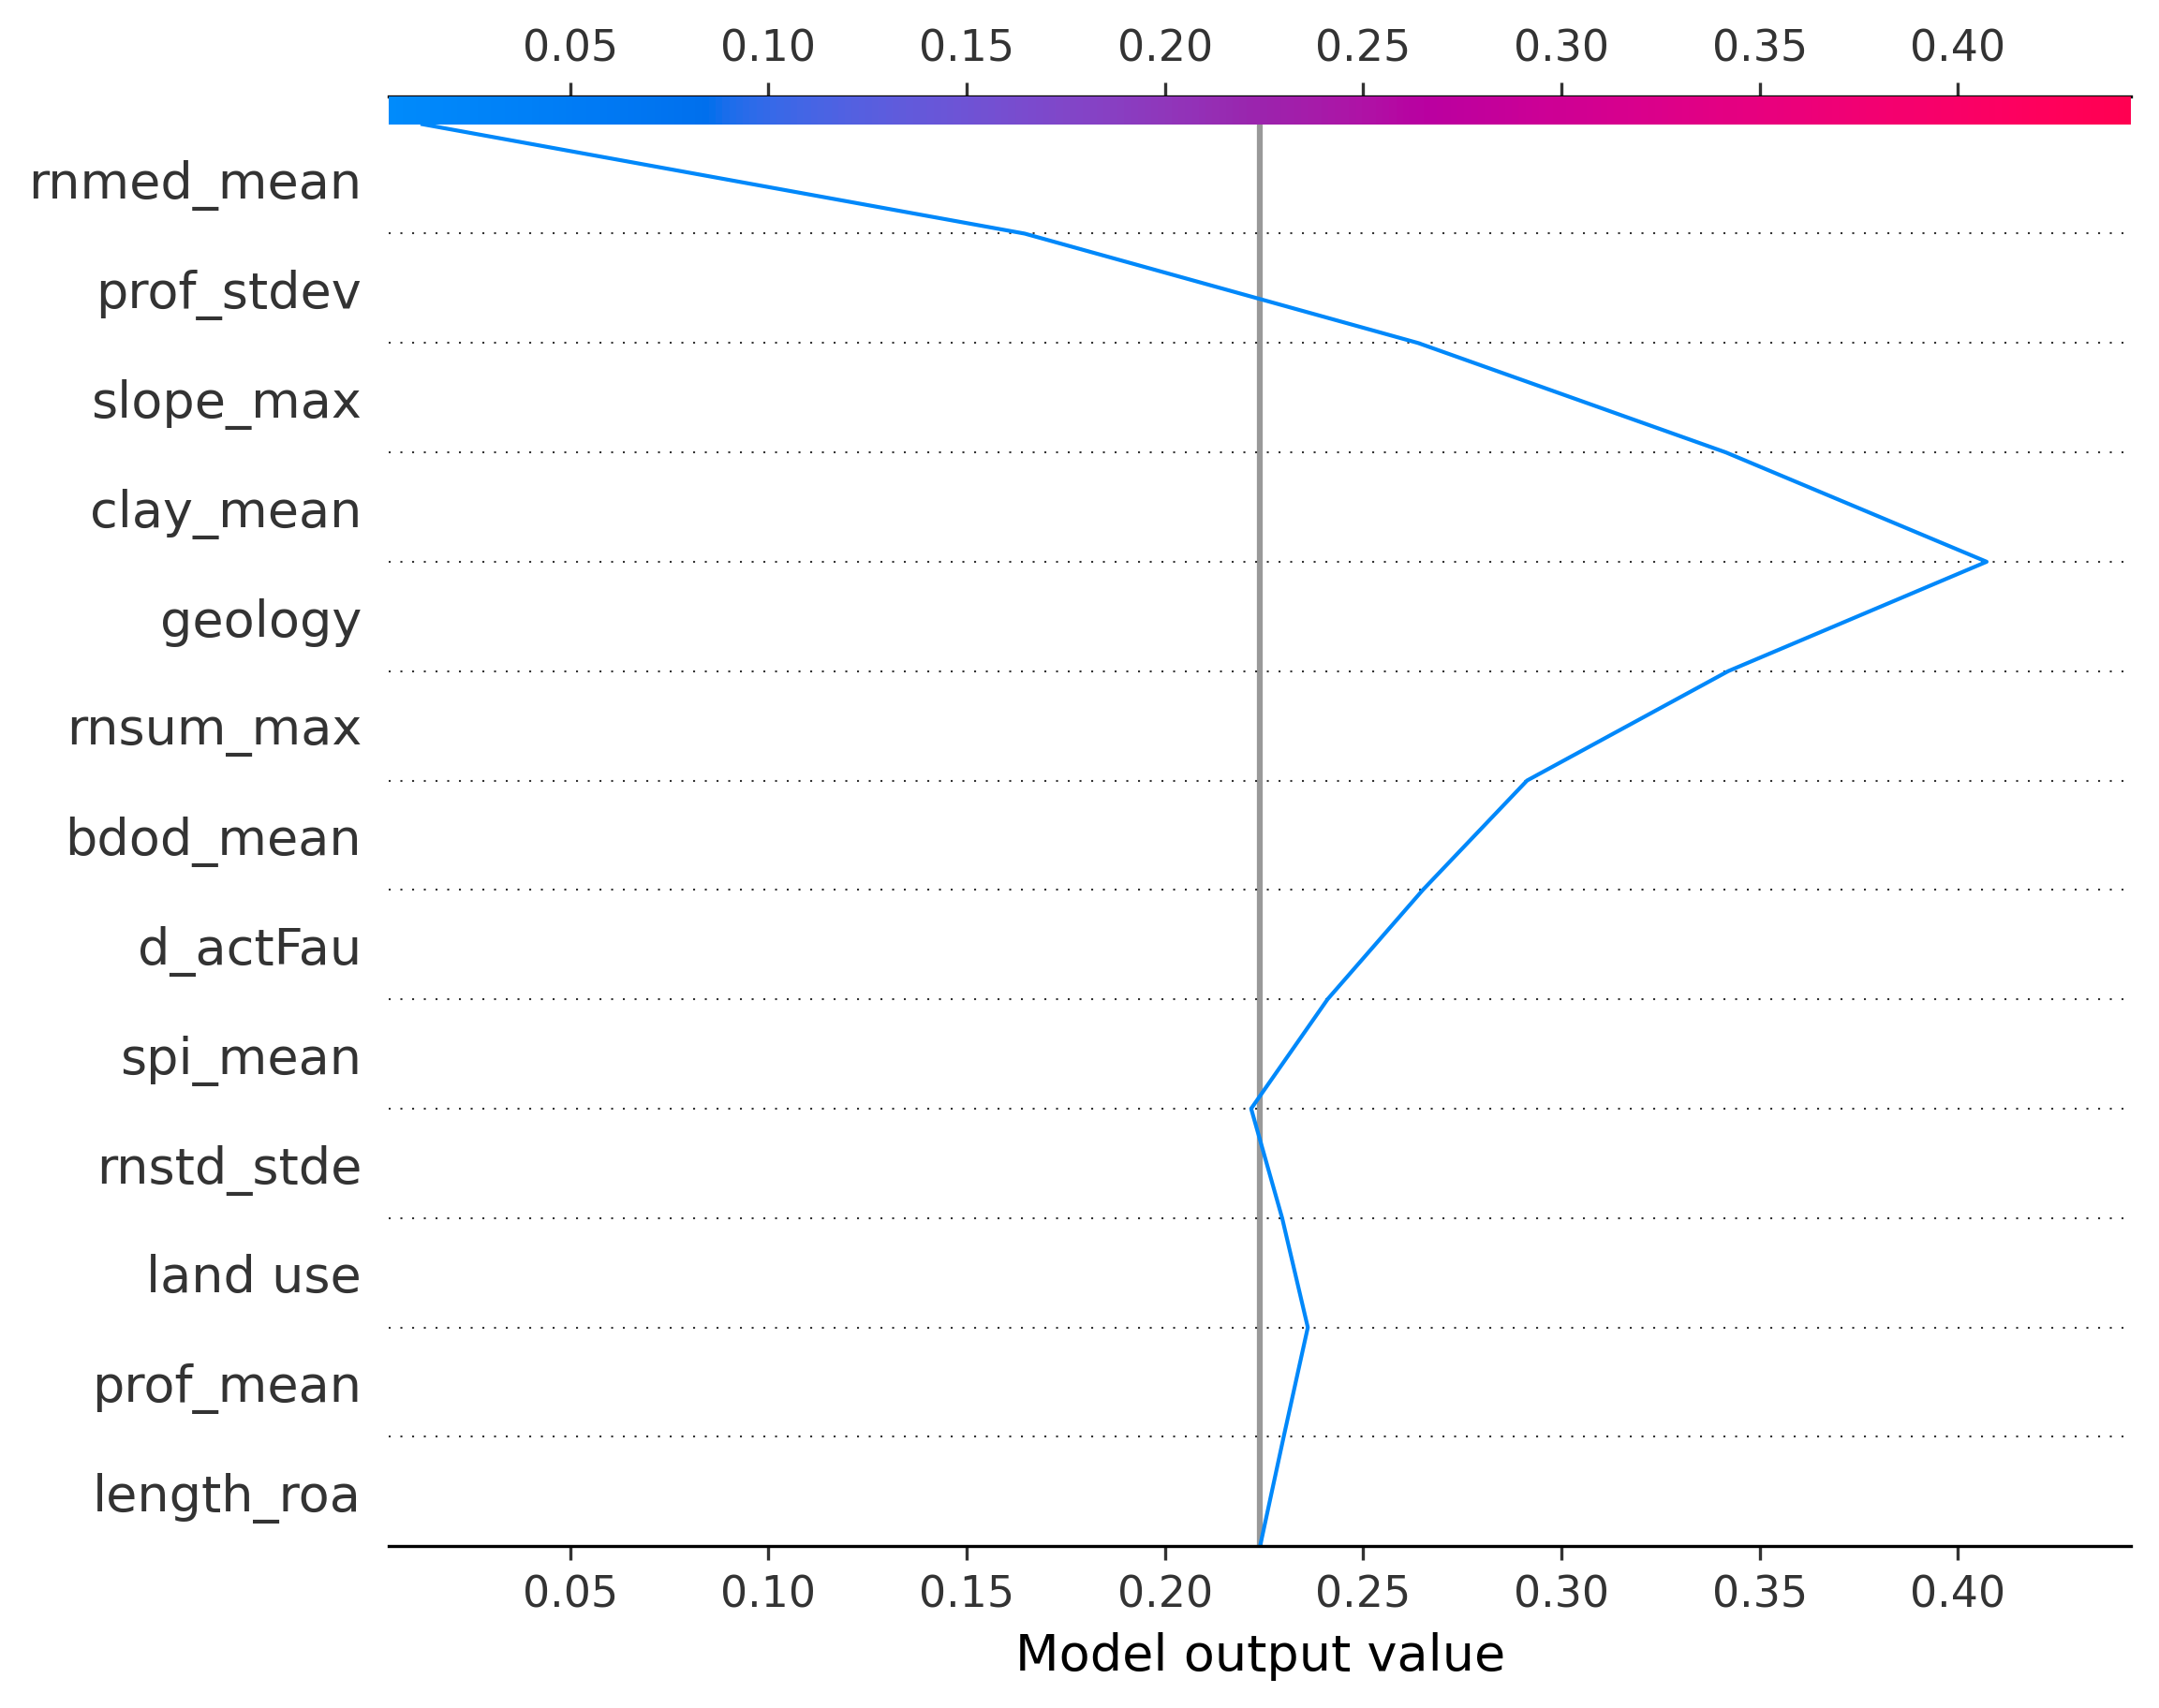 0.05 0.10 0.15 0.20 0.25 0.30 0.35 0.40
rnmed_mean
prof_stdev
slope_max
clay_mean
geology
rnsum_max
bdod_mean
d_actFau
spi_mean
rnstd_stde
land use
prof_mean
length_roa
0.05 0.10 0.15 0.20 0.25 0.30 0.35 0.40
Model output value